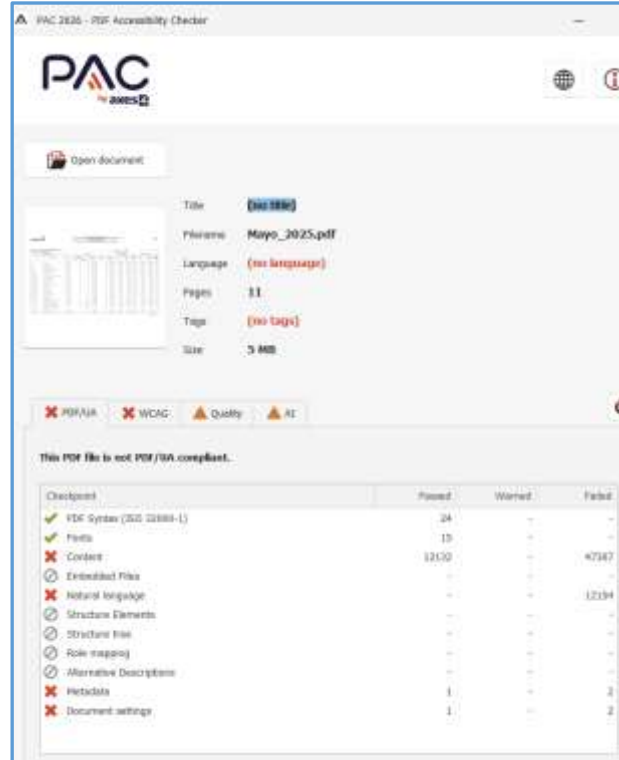 PAC 2026 - PDF Accessibility Checker
PAC
by axes4
Open document
Title (no title)
Filename Mayo_2025.pdf
Language (no language)
Pages 11
Tags (no tags)
Size 5 MB
PDF/UA WCAG Quality AI
This PDF file is not PDF/UA compliant.
Checkpoint Passed Warned Failed
PDF Syntax (ISO 32000-1) 24 - -
Fonts 15 - -
Content 12132 - 47387
Embedded Files - - -
Natural language - - 12194
Structure Elements - - -
Structure tree - - -
Role mapping - - -
Alternative Descriptions - - -
Metadata 1 - 2
Document settings 1 - 2